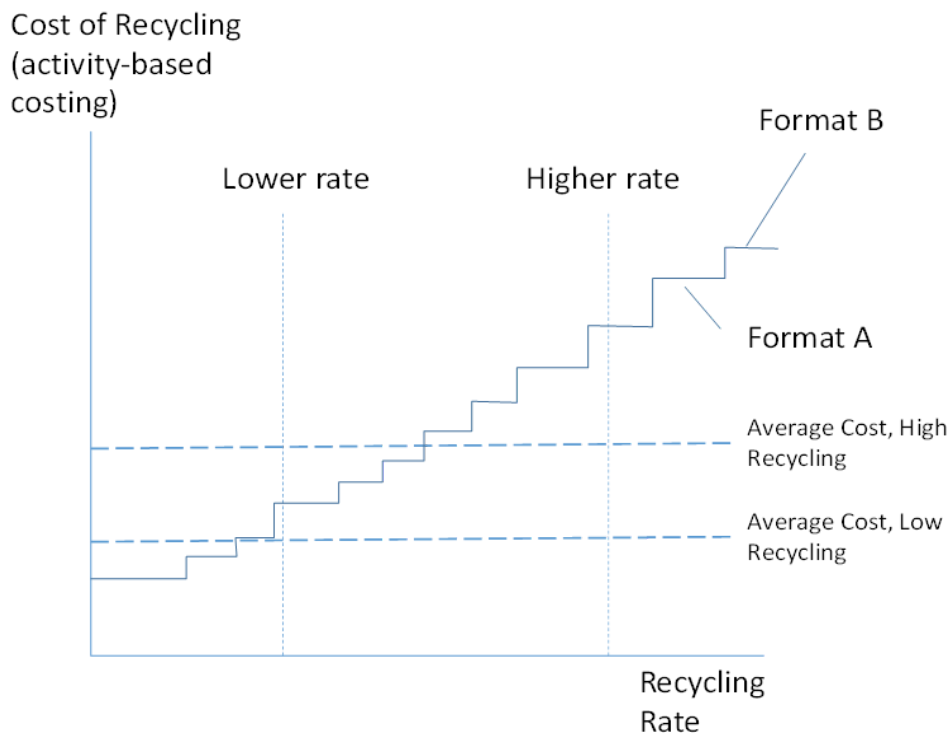 Cost of Recycling
(activity-based
costing)
Format B
Lower rate
Higher rate
Format A
Average Cost, High
Recycling
Average Cost, Low
Recycling
Recycling
Rate